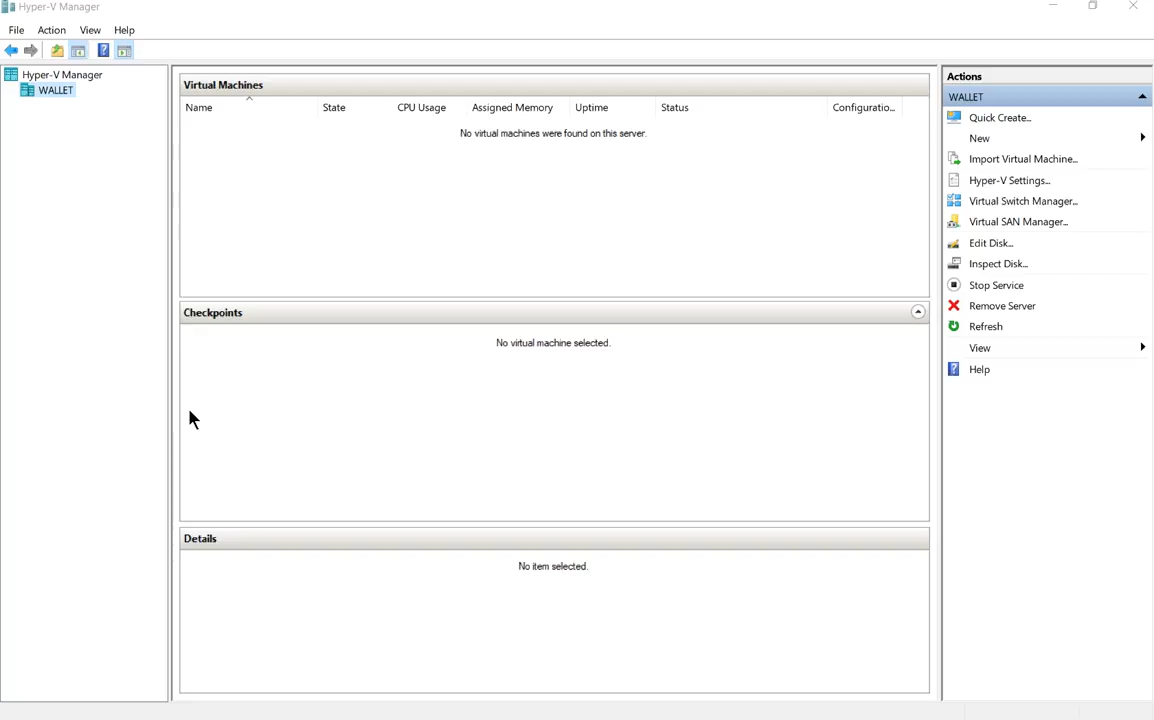 Hyper-V Manager
File Action View Help
Hyper-V Manager
WALLET
Virtual Machines
Name State CPU Usage Assigned Memory Uptime Status Configuratio...
No virtual machines were found on this server.
Checkpoints
No virtual machine selected.
Details
No item selected.
Actions
WALLET
Quick Create...
New
Import Virtual Machine...
Hyper-V Settings...
Virtual Switch Manager...
Virtual SAN Manager...
Edit Disk...
Inspect Disk...
Stop Service
Remove Server
Refresh
View
Help